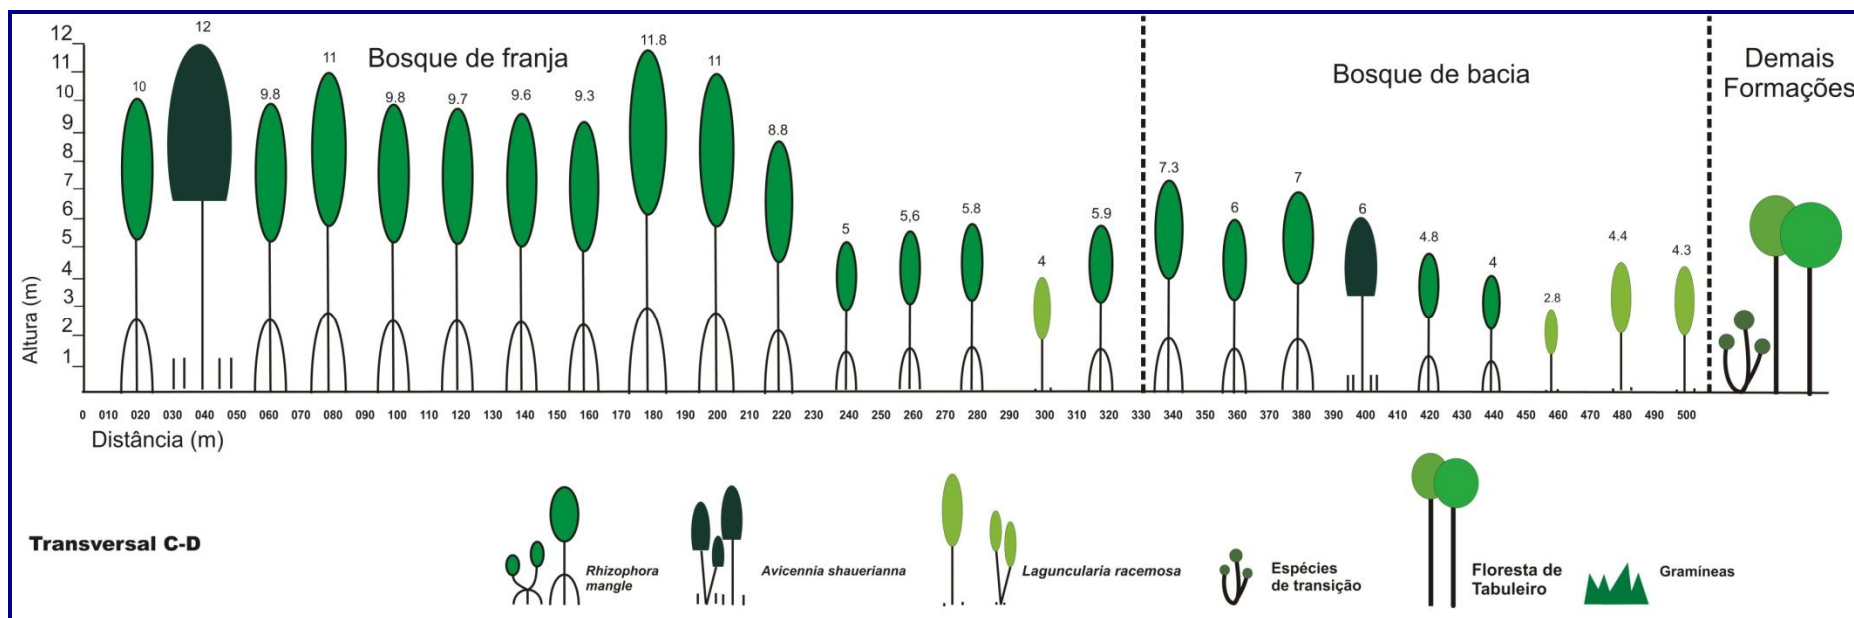 12
11
10
9
8
7
6
5
4
3
2
1
Altura (m)
Bosque de franja
Bosque de bacia
Demais
Formações
10
12
9.8
11
9.8
9.7
9.6
9.3
11.8
11
8.8
5
5,6
5.8
4
5.9
7.3
6
7
6
4.8
4
2.8
4.4
4.3
0 010 020 030 040 050 060 070 080 090 100 110 120 130 140 150 160 170 180 190 200 210 220 230 240 250 260 270 280 290 300 310 320 330 340 350 360 370 380 390 400 410 420 430 440 450 460 470 480 490 500
Distância (m)
Transversal C-D
Rhizophora
mangle
Avicennia shauerianna
Laguncularia racemosa
Espécies
de transição
Floresta de
Tabuleiro
Gramíneas